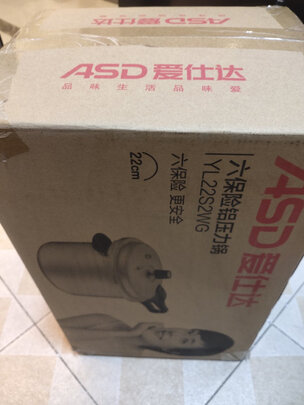 ASD 爱仕达
品味生活品味爱
ASD 爱仕达
六保险铝压力锅
YL22S2WG
22cm
六保险 更安全